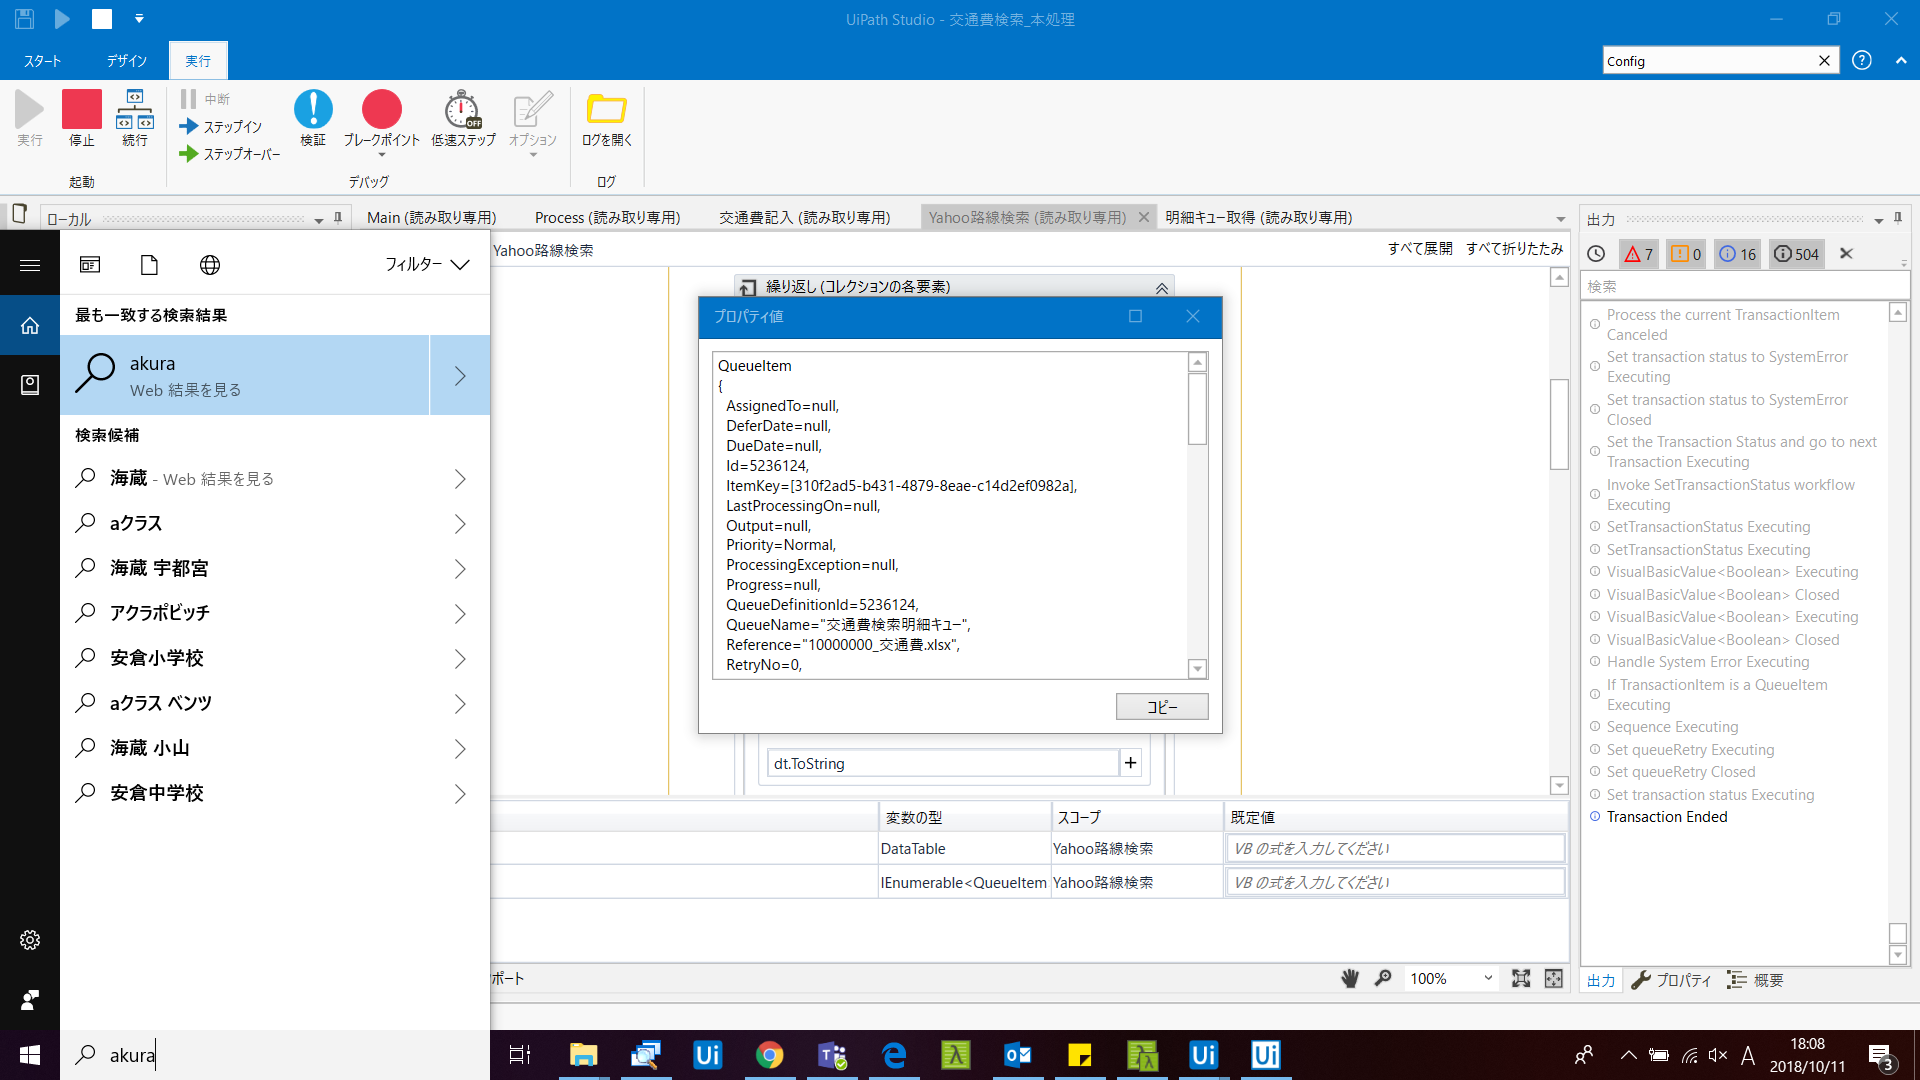 UiPath Studio - 交通費検索_本処理
スタート
デザイン
実行
Config
実行
停止
続行
中断
ステップイン
ステップオーバー
検証
ブレークポイント
低速ステップ
OFF
オプション
ログを開く
起動
デバッグ
ログ
ローカル
Main (読み取り専用)
Process (読み取り専用)
交通費記入 (読み取り専用)
Yahoo路線検索 (読み取り専用)
明細キュー取得 (読み取り専用)
Yahoo路線検索
すべて展開
すべて折りたたみ
繰り返し (コレクションの各要素)
プロパティ値
QueueItem
{
AssignedTo=null,
DeferDate=null,
DueDate=null,
Id=5236124,
ItemKey=[310f2ad5-b431-4879-8eae-c14d2ef0982a],
LastProcessingOn=null,
Output=null,
Priority=Normal,
ProcessingException=null,
Progress=null,
QueueDefinitionId=5236124,
QueueName="交通費検索明細キュー",
Reference="10000000_交通費.xlsx",
RetryNo=0,
コピー
dt.ToString
変数の型
スコープ
既定値
DataTable
Yahoo路線検索
VB の式を入力してください
IEnumerable<QueueItem
Yahoo路線検索
VB の式を入力してください
ポート
100%
出力
7
0
16
504
検索
Process the current TransactionItem
Canceled
Set transaction status to SystemError
Executing
Set transaction status to SystemError
Closed
Set the Transaction Status and go to next
Transaction Executing
Invoke SetTransactionStatus workflow
Executing
SetTransactionStatus Executing
SetTransactionStatus Executing
VisualBasicValue<Boolean> Executing
VisualBasicValue<Boolean> Closed
VisualBasicValue<Boolean> Executing
VisualBasicValue<Boolean> Closed
Handle System Error Executing
If TransactionItem is a QueueItem
Executing
Sequence Executing
Set queueRetry Executing
Set queueRetry Closed
Set transaction status Executing
Transaction Ended
出力
プロパティ
概要
フィルター
最も一致する検索結果
akura
Web 結果を見る
検索候補
海蔵 - Web 結果を見る
aクラス
海蔵 宇都宮
アクラポビッチ
安倉小学校
aクラス ベンツ
海蔵 小山
安倉中学校
akura
Ui
Ui
Ui
A
18:08
2018/10/11
3